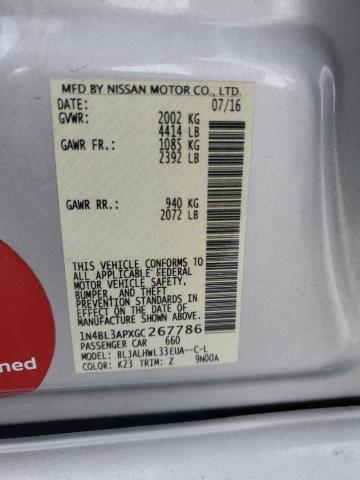 MFD BY NISSAN MOTOR CO., LTD.
DATE: 07/16
GVWR: 2002 KG
4414 LB
GAWR FR.: 1085 KG
2392 LB
GAWR RR.: 940 KG
2072 LB
THIS VEHICLE CONFORMS TO
ALL APPLICABLE FEDERAL
MOTOR VEHICLE SAFETY,
BUMPER, AND THEFT
PREVENTION STANDARDS IN
EFFECT ON THE DATE OF
MANUFACTURE SHOWN ABOVE.
1N4BL3APXGC267786
PASSENGER CAR 660
MODEL: BLJALHWL33EUA--C-L
COLOR: K23 TRIM: Z 9N00A
ned